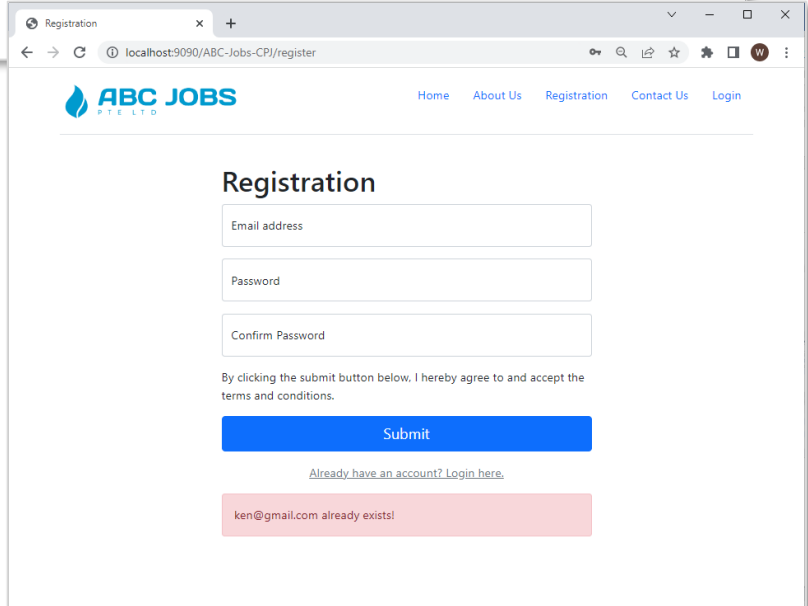 Registration
localhost:9090/ABC-Jobs-CPJ/register
W
ABC JOBS
PTE LTD
Home About Us Registration Contact Us Login
Registration
Email address
Password
Confirm Password
By clicking the submit button below, I hereby agree to and accept the
terms and conditions.
Submit
Already have an account? Login here.
ken@gmail.com already exists!